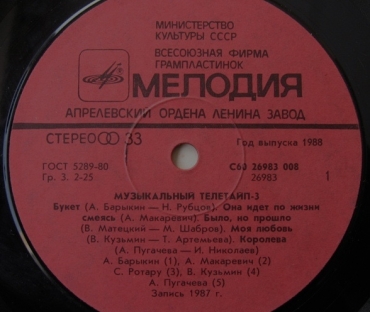 МИНИСТЕРСТВО
КУЛЬТУРЫ СССР
ВСЕСОЮЗНАЯ ФИРМА
ГРАМПЛАСТИНОК
МЕЛОДИЯ
АПРЕЛЕВСКИЙ ОРДЕНА ЛЕНИНА ЗАВОД
СТЕРЕО 33
Год выпуска 1988
ГОСТ 5289-80
С60 26983 008
Гр. 3. 2-25
26983
1
МУЗЫКАЛЬНЫЙ ТЕЛЕТАЙП-3
Букет (А. Барыкин — Н. Рубцов). Она идет по жизни
смеясь (А. Макаревич). Было, но прошло
(В. Матецкий — М. Шабров). Моя любовь
(В. Кузьмин — Т. Артемьева). Королева
(А. Пугачева — И. Николаев)
А. Барыкин (1), А. Макаревич (2)
С. Ротару (3), В. Кузьмин (4)
А. Пугачева (5)
Запись 1987 г.